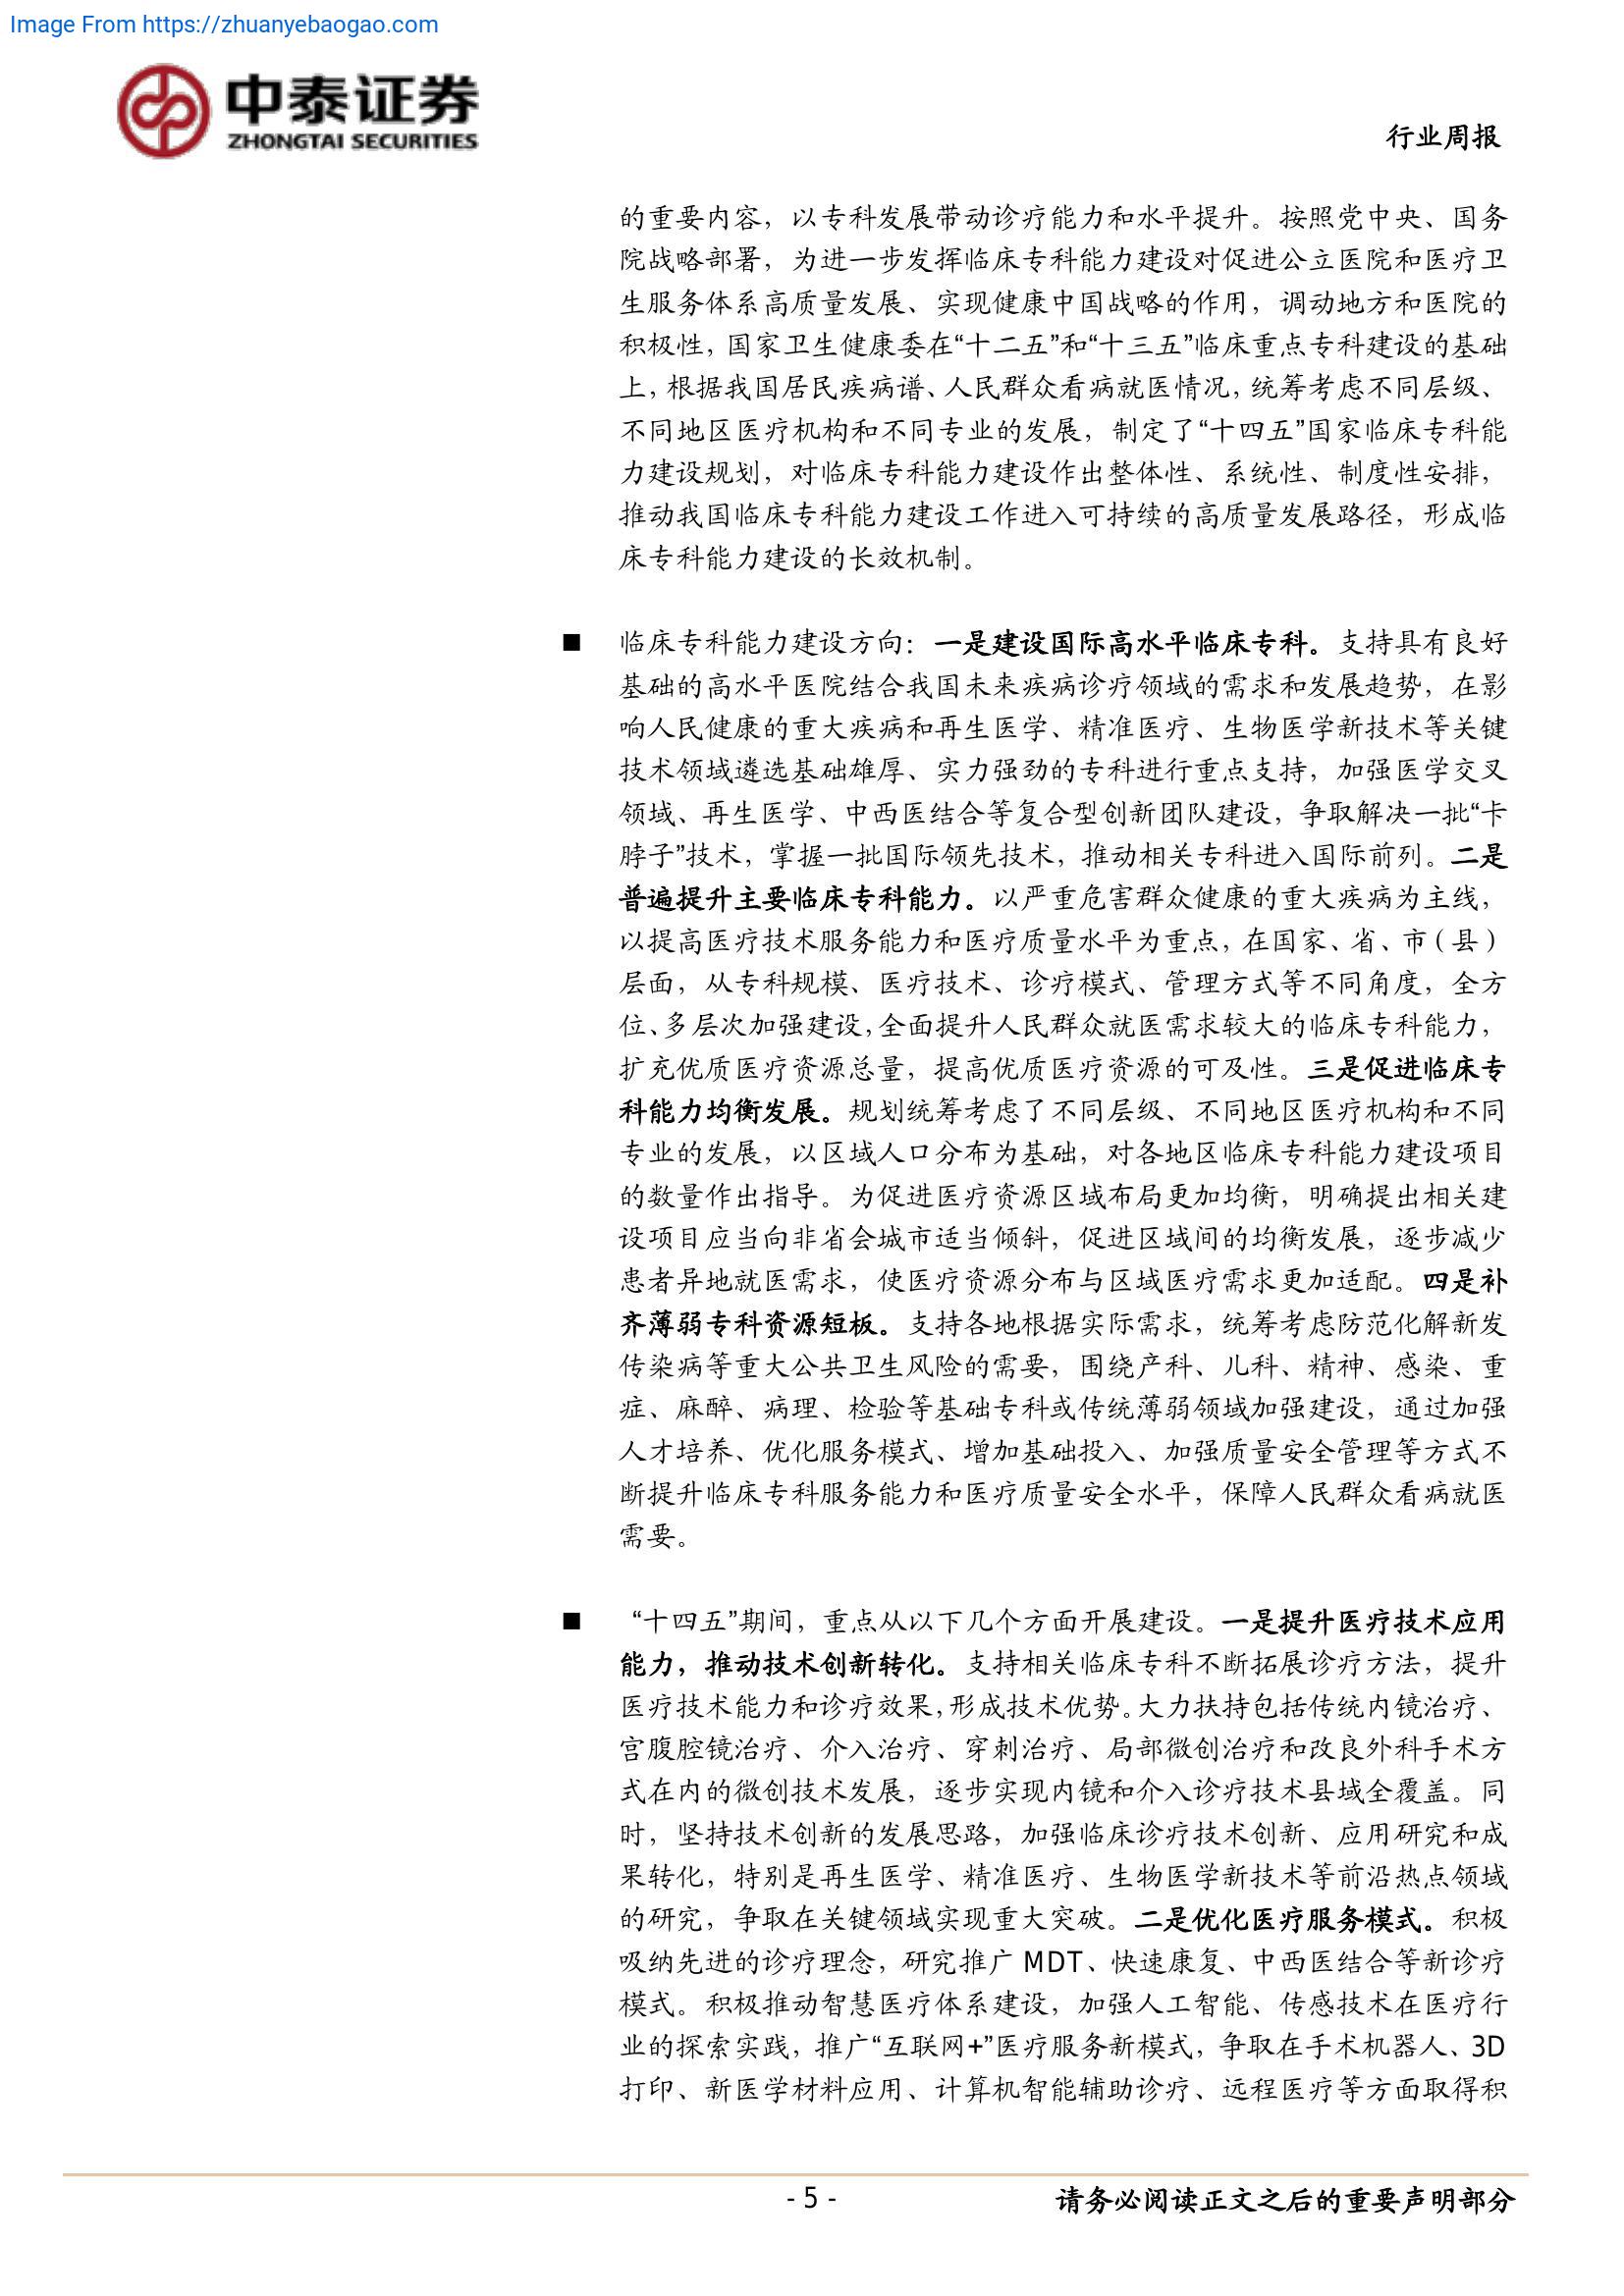 Image From https://zhuanyebaogao.com
中泰证券
ZHONGTAI SECURITIES
行业周报
的重要内容，以专科发展带动诊疗能力和水平提升。按照党中央、国务
院战略部署，为进一步发挥临床专科能力建设对促进公立医院和医疗卫
生服务体系高质量发展、实现健康中国战略的作用，调动地方和医院的
积极性，国家卫生健康委在“十二五”和“十三五”临床重点专科建设的基础
上，根据我国居民疾病谱、人民群众看病就医情况，统筹考虑不同层级、
不同地区医疗机构和不同专业的发展，制定了“十四五”国家临床专科能
力建设规划，对临床专科能力建设作出整体性、系统性、制度性安排，
推动我国临床专科能力建设工作进入可持续的高质量发展路径，形成临
床专科能力建设的长效机制。
■ 临床专科能力建设方向：一是建设国际高水平临床专科。支持具有良好
基础的高水平医院结合我国未来疾病诊疗领域的需求和发展趋势，在影
响人民健康的重大疾病和再生医学、精准医疗、生物医学新技术等关键
技术领域遴选基础雄厚、实力强劲的专科进行重点支持，加强医学交叉
领域、再生医学、中西医结合等复合型创新团队建设，争取解决一批“卡
脖子”技术，掌握一批国际领先技术，推动相关专科进入国际前列。二是
普遍提升主要临床专科能力。以严重危害群众健康的重大疾病为主线，
以提高医疗技术服务能力和医疗质量水平为重点，在国家、省、市（县）
层面，从专科规模、医疗技术、诊疗模式、管理方式等不同角度，全方
位、多层次加强建设，全面提升人民群众就医需求较大的临床专科能力，
扩充优质医疗资源总量，提高优质医疗资源的可及性。三是促进临床专
科能力均衡发展。规划统筹考虑了不同层级、不同地区医疗机构和不同
专业的发展，以区域人口分布为基础，对各地区临床专科能力建设项目
的数量作出指导。为促进医疗资源区域布局更加均衡，明确提出相关建
设项目应当向非省会城市适当倾斜，促进区域间的均衡发展，逐步减少
患者异地就医需求，使医疗资源分布与区域医疗需求更加适配。四是补
齐薄弱专科资源短板。支持各地根据实际需求，统筹考虑防范化解新发
传染病等重大公共卫生风险的需要，围绕产科、儿科、精神、感染、重
症、麻醉、病理、检验等基础专科或传统薄弱领域加强建设，通过加强
人才培养、优化服务模式、增加基础投入、加强质量安全管理等方式不
断提升临床专科服务能力和医疗质量安全水平，保障人民群众看病就医
需要。
■ “十四五”期间，重点从以下几个方面开展建设。一是提升医疗技术应用
能力，推动技术创新转化。支持相关临床专科不断拓展诊疗方法，提升
医疗技术能力和诊疗效果，形成技术优势。大力扶持包括传统内镜治疗、
宫腹腔镜治疗、介入治疗、穿刺治疗、局部微创治疗和改良外科手术方
式在内的微创技术发展，逐步实现内镜和介入诊疗技术县域全覆盖。同
时，坚持技术创新的发展思路，加强临床诊疗技术创新、应用研究和成
果转化，特别是再生医学、精准医疗、生物医学新技术等前沿热点领域
的研究，争取在关键领域实现重大突破。二是优化医疗服务模式。积极
吸纳先进的诊疗理念，研究推广 MDT、快速康复、中西医结合等新诊疗
模式。积极推动智慧医疗体系建设，加强人工智能、传感技术在医疗行
业的探索实践，推广“互联网+”医疗服务新模式，争取在手术机器人、3D
打印、新医学材料应用、计算机智能辅助诊疗、远程医疗等方面取得积
- 5 -
请务必阅读正文之后的重要声明部分